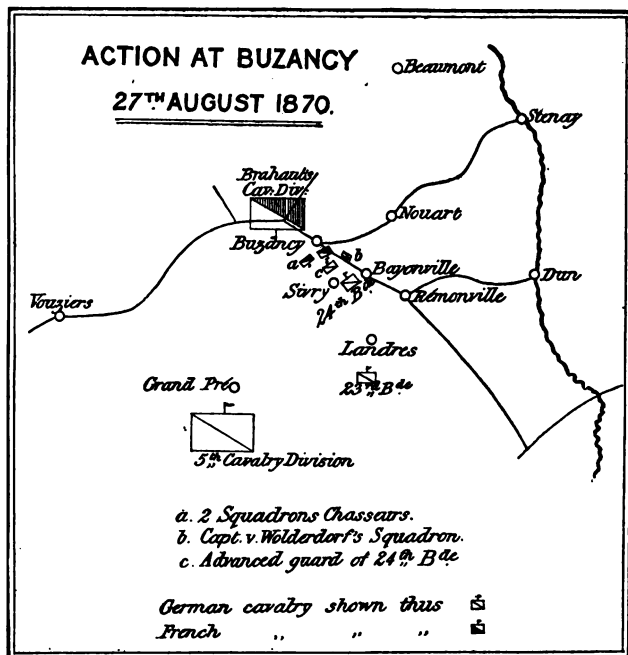 ACTION AT BUZANCY
27TH AUGUST 1870.
Beaumont
Stenay
Brahaut's
Cav: Div:
Nouart
Buzancy
a
b
c
Bayonville
Sivry
24th Bde
Rémonville
Dun
Vouziers
Landres
23rd Bde
Grand Pré
5th Cavalry Division
a. 2 Squadrons Chasseurs.
b. Capt. v. Wolderdorf's Squadron.
c. Advanced guard of 24th Bde
German cavalry shown thus
French „ „ „